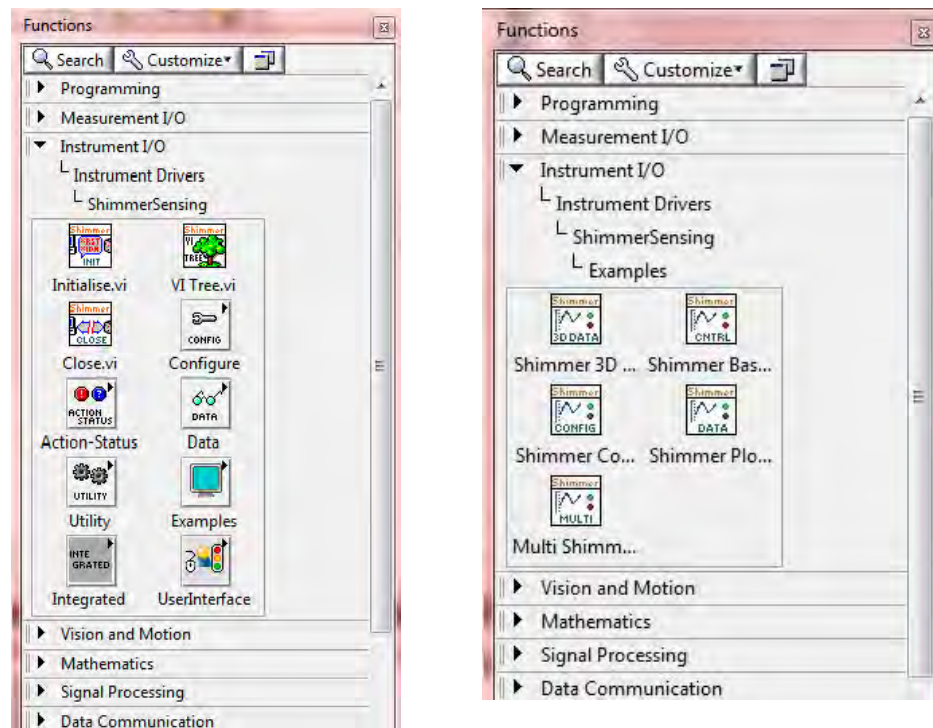 Functions
Search Customize
Programming
Measurement I/O
Instrument I/O
Instrument Drivers
ShimmerSensing
Shimmer Shimmer
INIT TREE
Initialise.vi VI Tree.vi
Shimmer
CLOSE CONFIG
Close.vi Configure
ACTION STATUS DATA
Action-Status Data
UTILITY
Utility Examples
INTE
GRATED
Integrated UserInterface
Vision and Motion
Mathematics
Signal Processing
Data Communication
Functions
Search Customize
Programming
Measurement I/O
Instrument I/O
Instrument Drivers
ShimmerSensing
Examples
Shimmer Shimmer
3D DATA CNTRL
Shimmer 3D ... Shimmer Bas...
Shimmer Shimmer
CONFIG DATA
Shimmer Co... Shimmer Plo...
Shimmer
MULTI
Multi Shimm...
Vision and Motion
Mathematics
Signal Processing
Data Communication